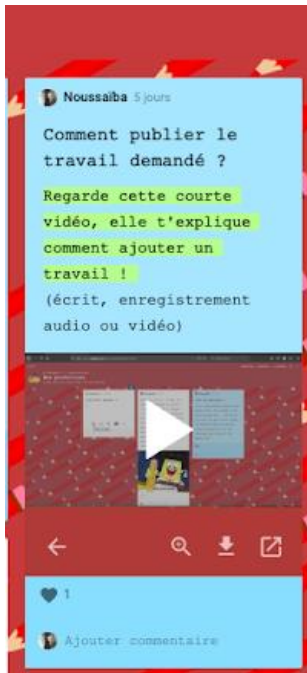 Noussaïba 5 jours
Comment publier le
travail demandé ?
Regarde cette courte
vidéo, elle t'explique
comment ajouter un
travail !
(écrit, enregistrement
audio ou vidéo)
1
Ajouter commentaire